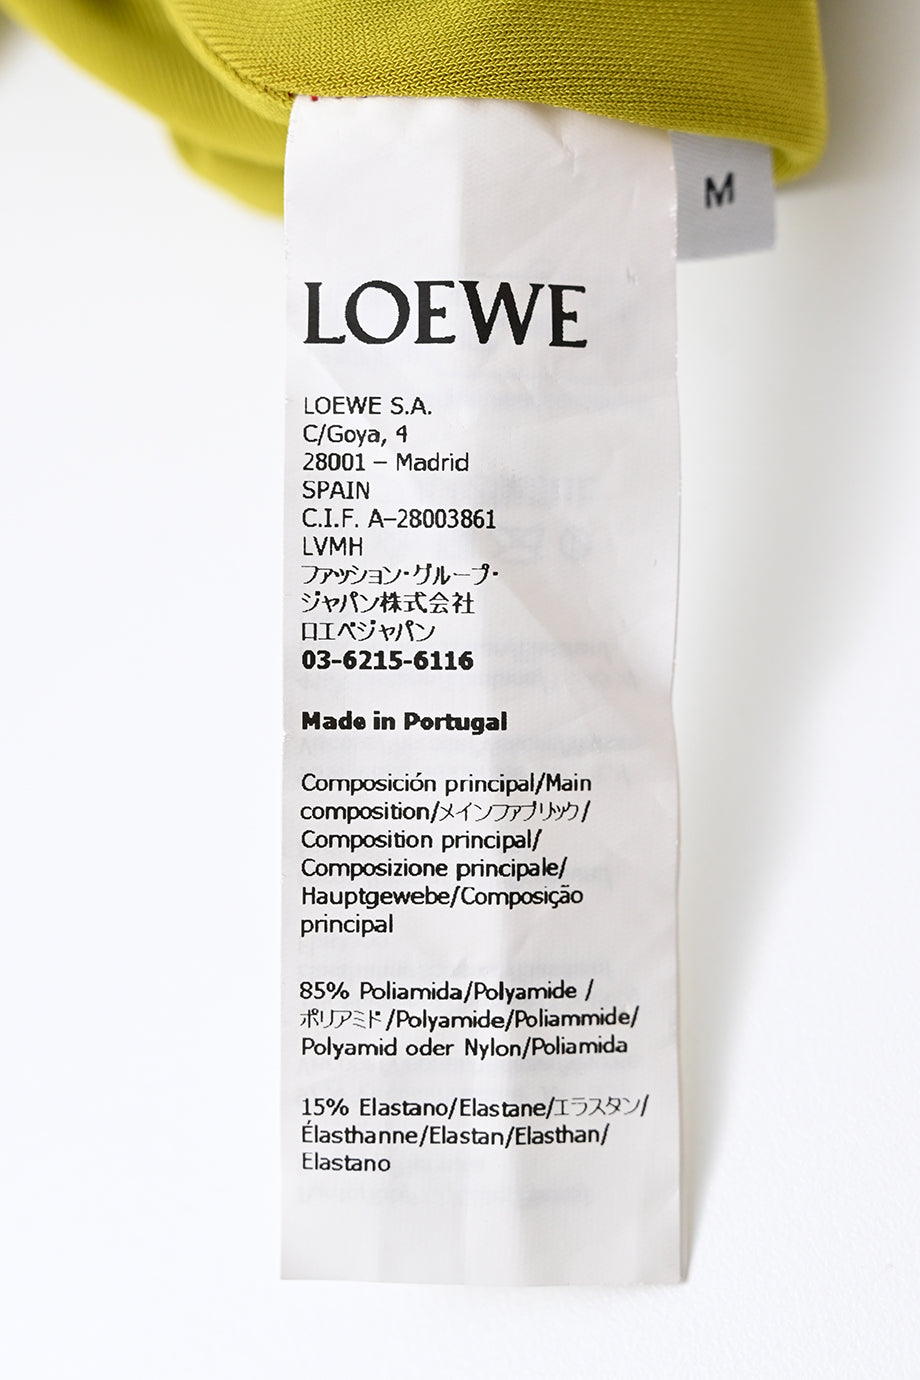 M
LOEWE
LOEWE S.A.
C/Goya, 4
28001 – Madrid
SPAIN
C.I.F. A–28003861
LVMH
ファッション・グループ・
ジャパン株式会社
ロエベジャパン
03-6215-6116
Made in Portugal
Composición principal/Main
composition/メインファブリック/
Composition principal/
Composizione principale/
Hauptgewebe/Composição
principal
85% Poliamida/Polyamide /
ポリアミド/Polyamide/Poliammide/
Polyamid oder Nylon/Poliamida
15% Elastano/Elastane/エラスタン/
Élasthanne/Elastan/Elasthan/
Elastano